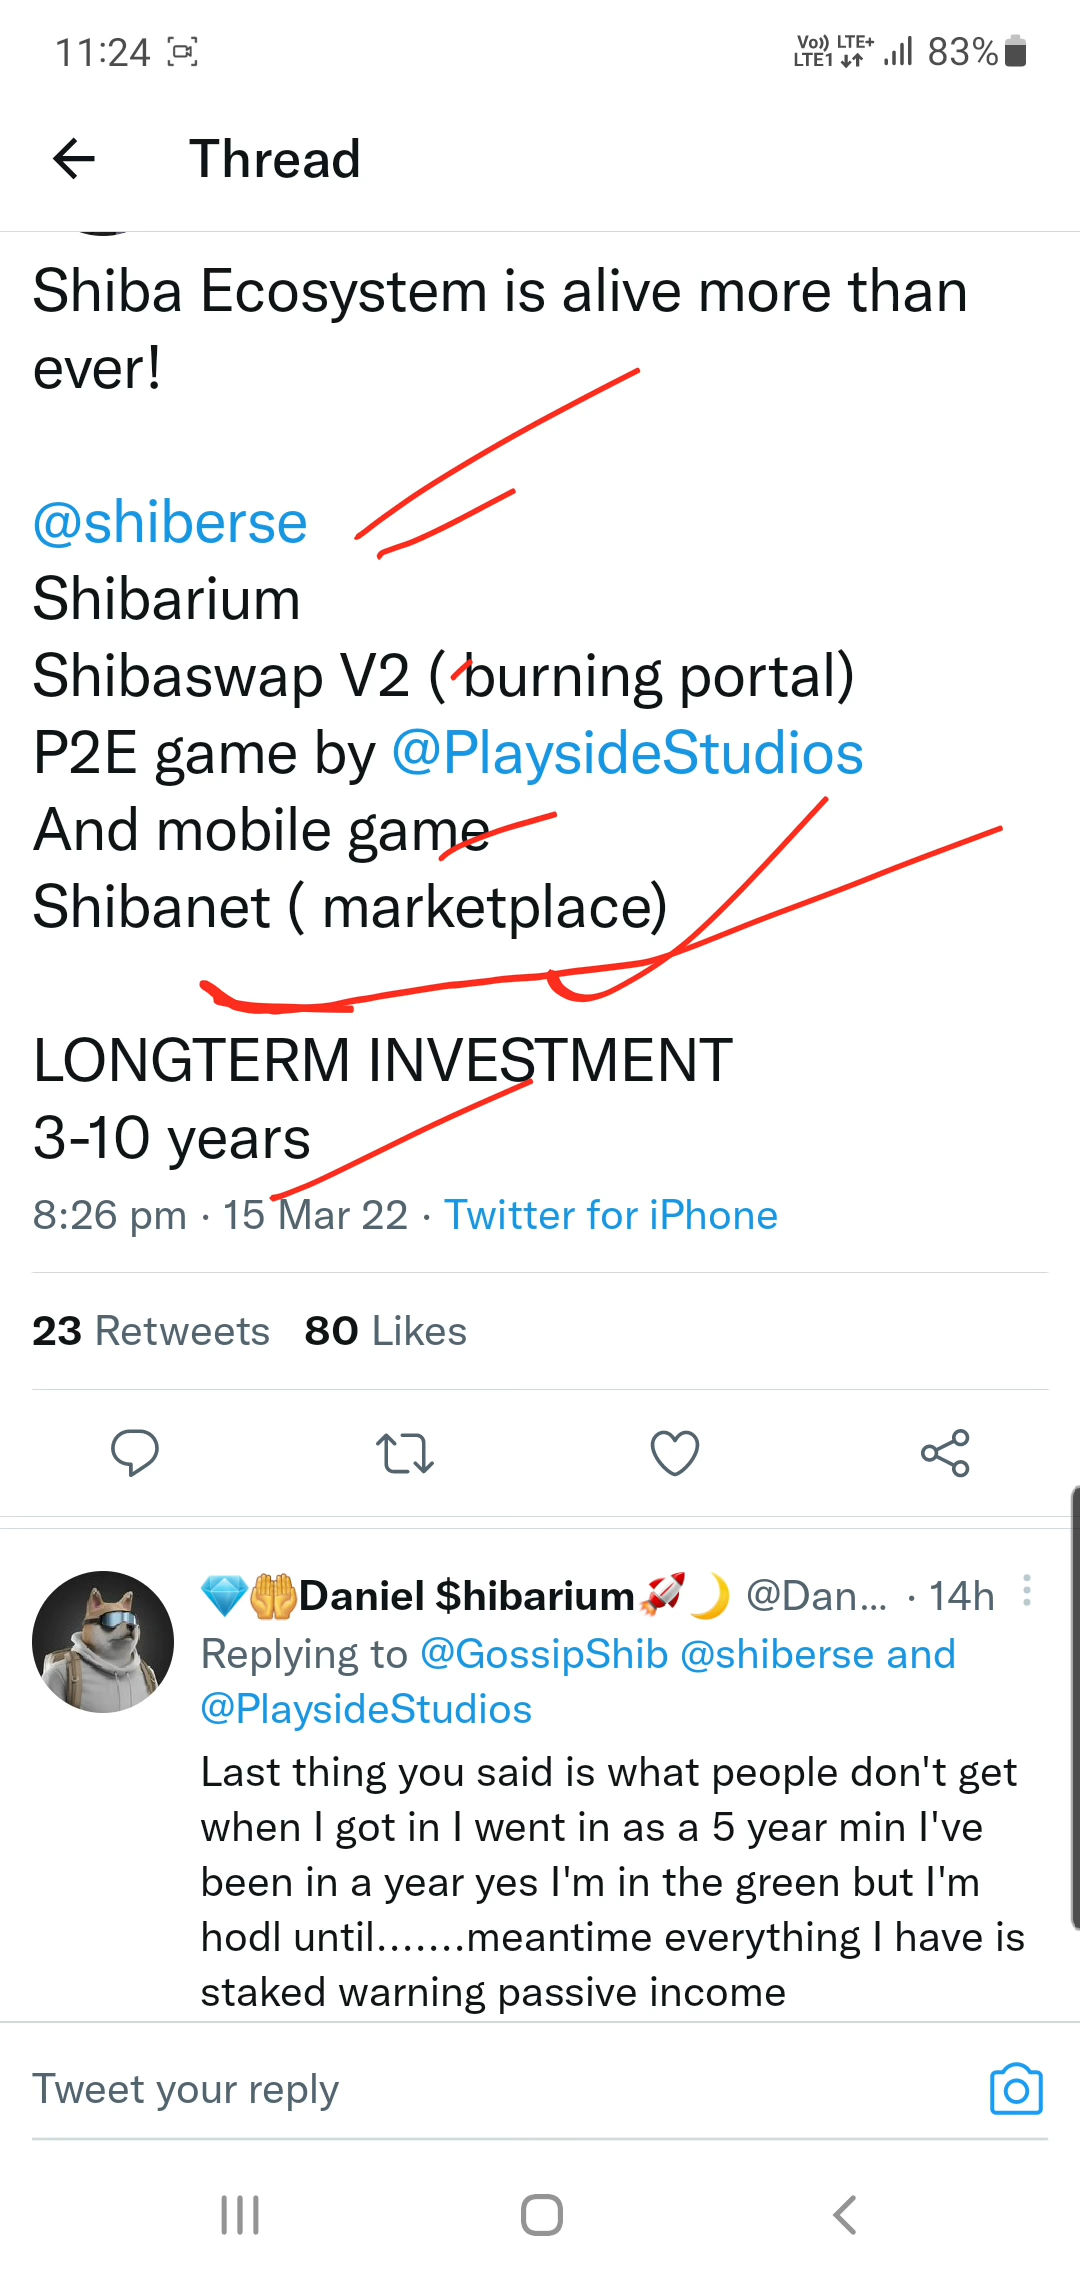 11:24 Vo)) LTE+ LTE1 83%
Thread
Shiba Ecosystem is alive more than
ever!
@shiberse
Shibarium
Shibaswap V2 ( burning portal)
P2E game by @PlaysideStudios
And mobile game
Shibanet ( marketplace)
LONGTERM INVESTMENT
3-10 years
8:26 pm · 15 Mar 22 · Twitter for iPhone
23 Retweets 80 Likes
💎🤲Daniel $hibarium🚀🌙 @Dan... · 14h
Replying to @GossipShib @shiberse and
@PlaysideStudios
Last thing you said is what people don't get
when I got in I went in as a 5 year min I've
been in a year yes I'm in the green but I'm
hodl until.......meantime everything I have is
staked warning passive income
Tweet your reply